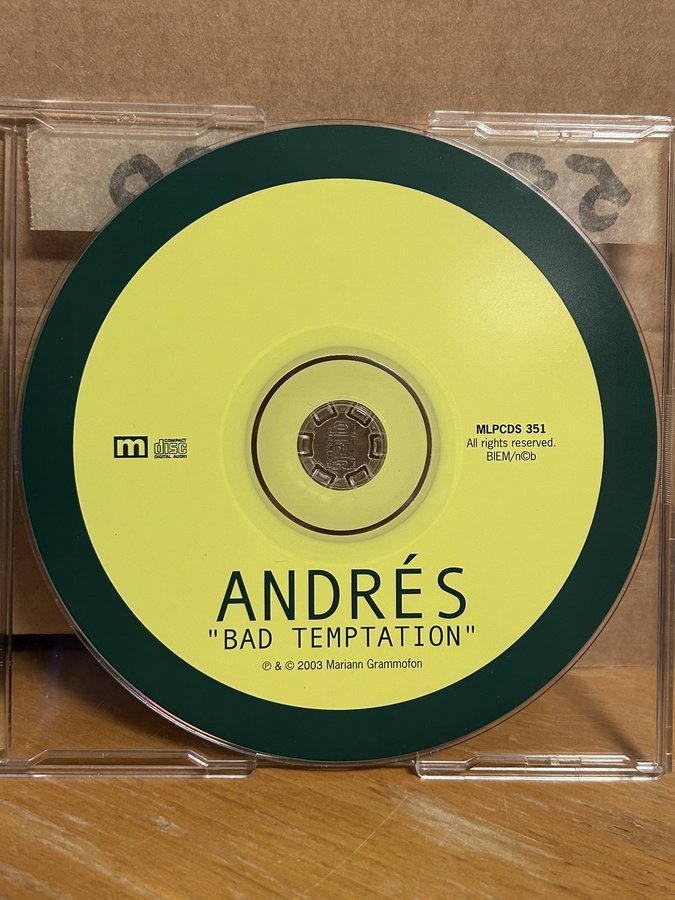 m
COMPACT
disc
DIGITAL AUDIO
MLPCDS 351
All rights reserved.
BIEM/n©b
ANDRÉS
"BAD TEMPTATION"
℗ & © 2003 Mariann Grammofon